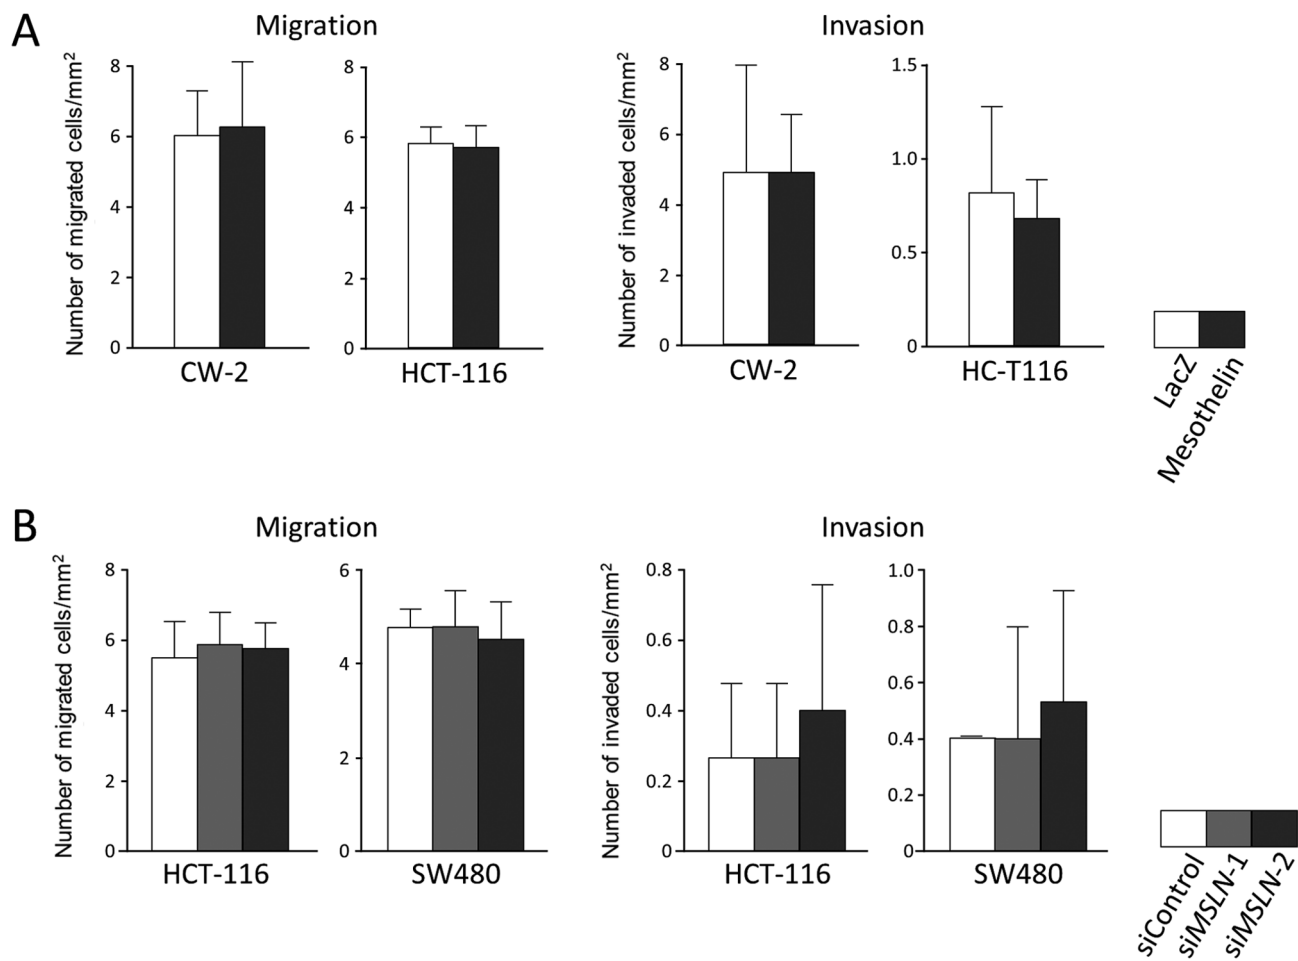 A
Migration
Invasion
Number of migrated cells/mm²
8
6
4
2
0
CW-2
8
6
4
2
0
HCT-116
Number of invaded cells/mm²
8
6
4
2
0
CW-2
1.5
1.0
0.5
0
HC-T116
LacZ
Mesothelin
B
Migration
Invasion
Number of migrated cells/mm²
8
6
4
2
0
HCT-116
6
4
2
0
SW480
Number of invaded cells/mm²
0.8
0.6
0.4
0.2
0
HCT-116
1.0
0.8
0.6
0.4
0.2
0
SW480
siControl
siMSLN-1
siMSLN-2